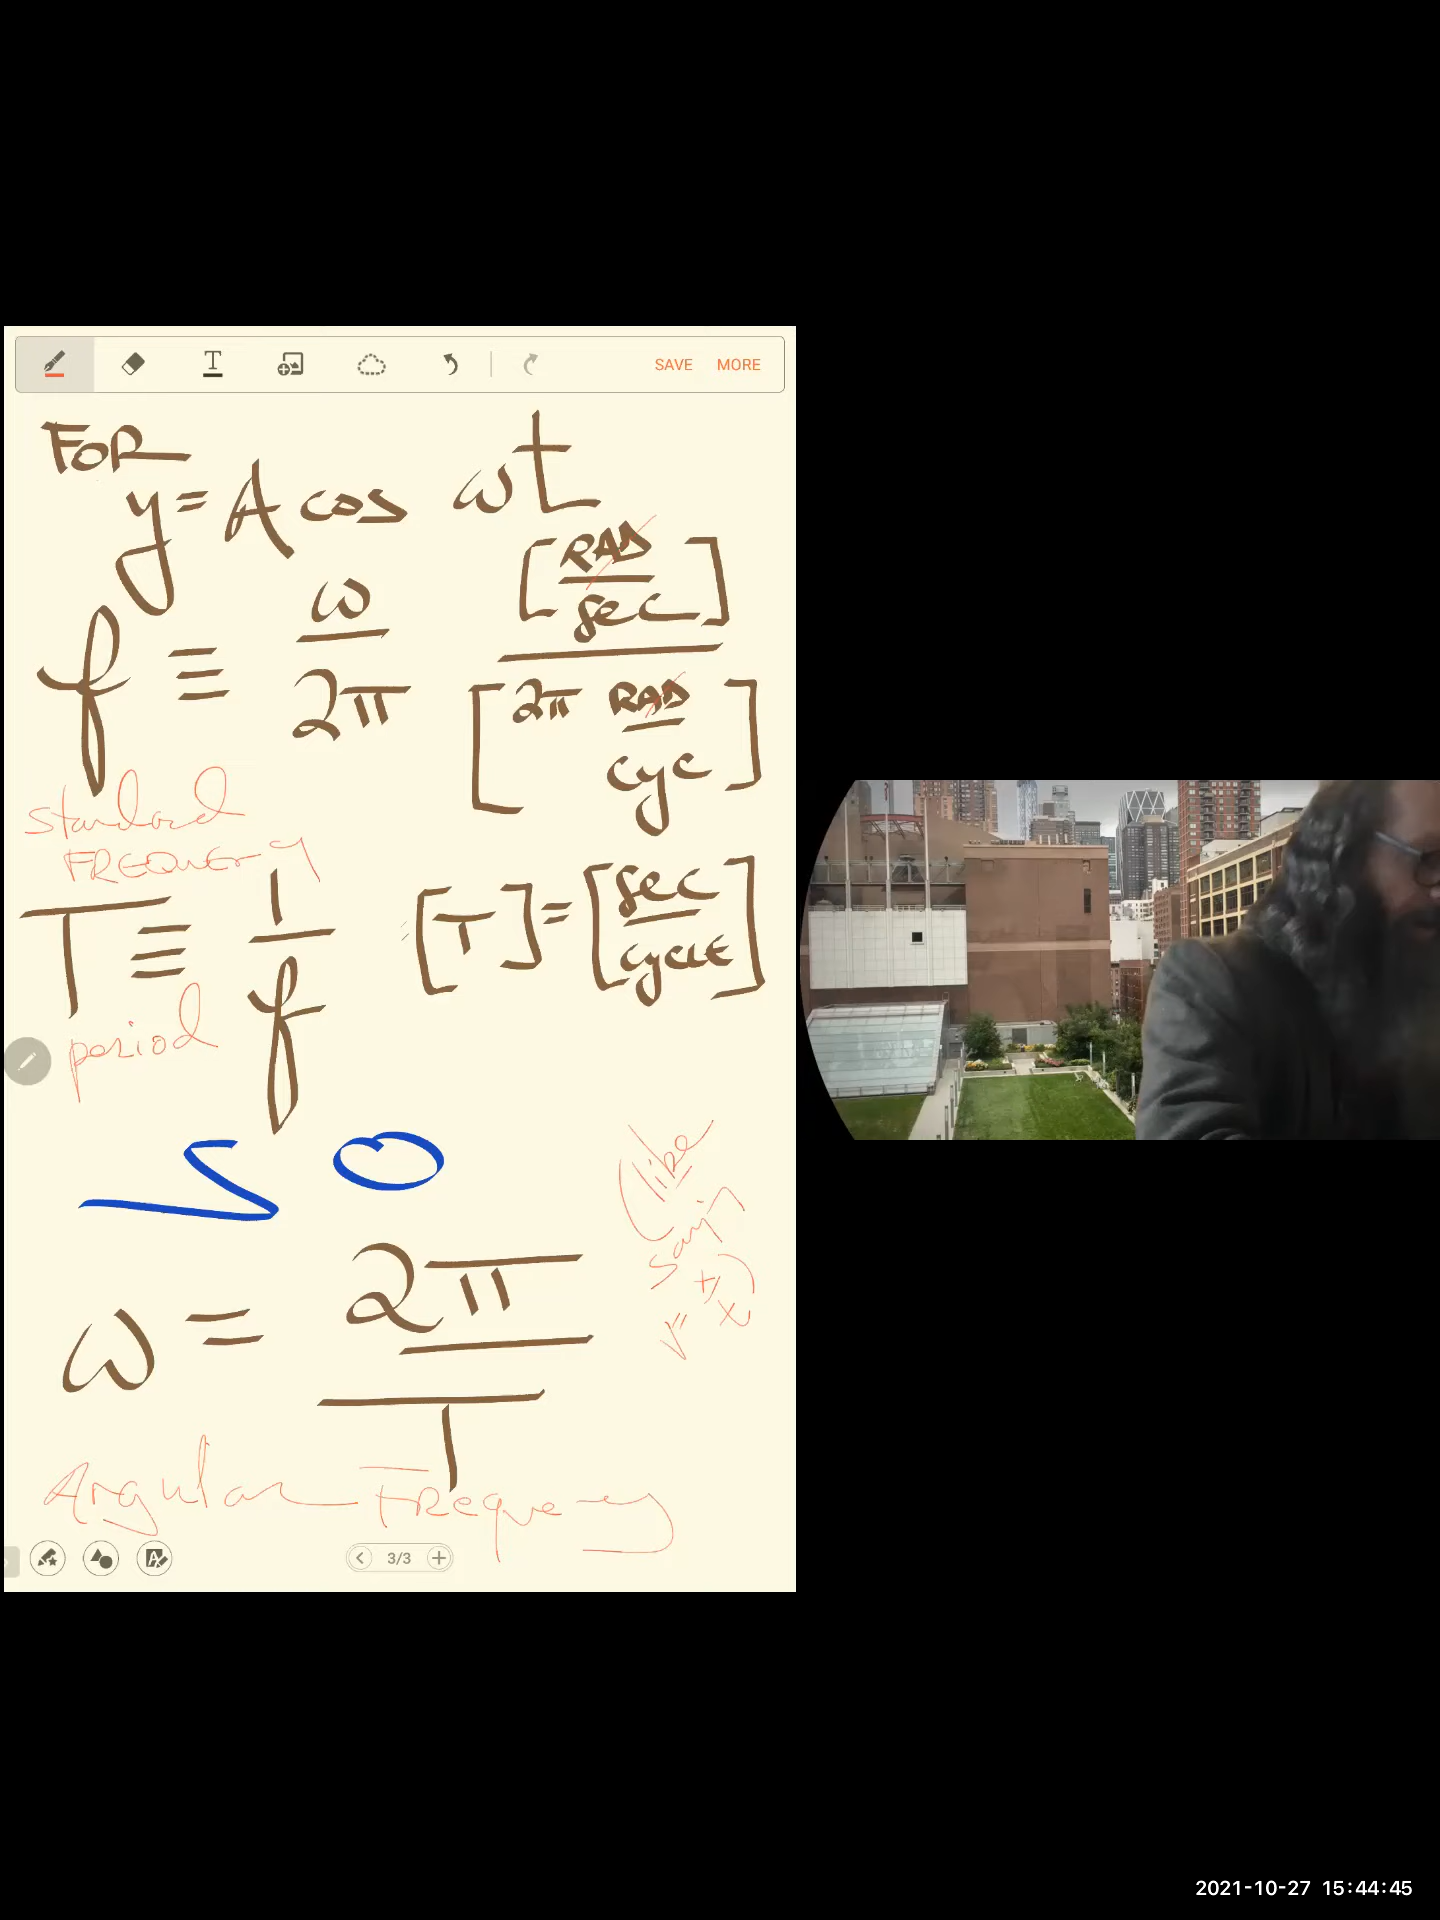 SAVE MORE
FOR
y = A cos ωt
f ≡ ω/2π [RAD/sec]/[2π RAD/cyc]
standard
FREQUENCY
T ≡ 1/f [T] = [sec/cycle]
period
SO
(like
ω = 2π/T
Angular Frequency
3/3
2021-10-27 15:44:45